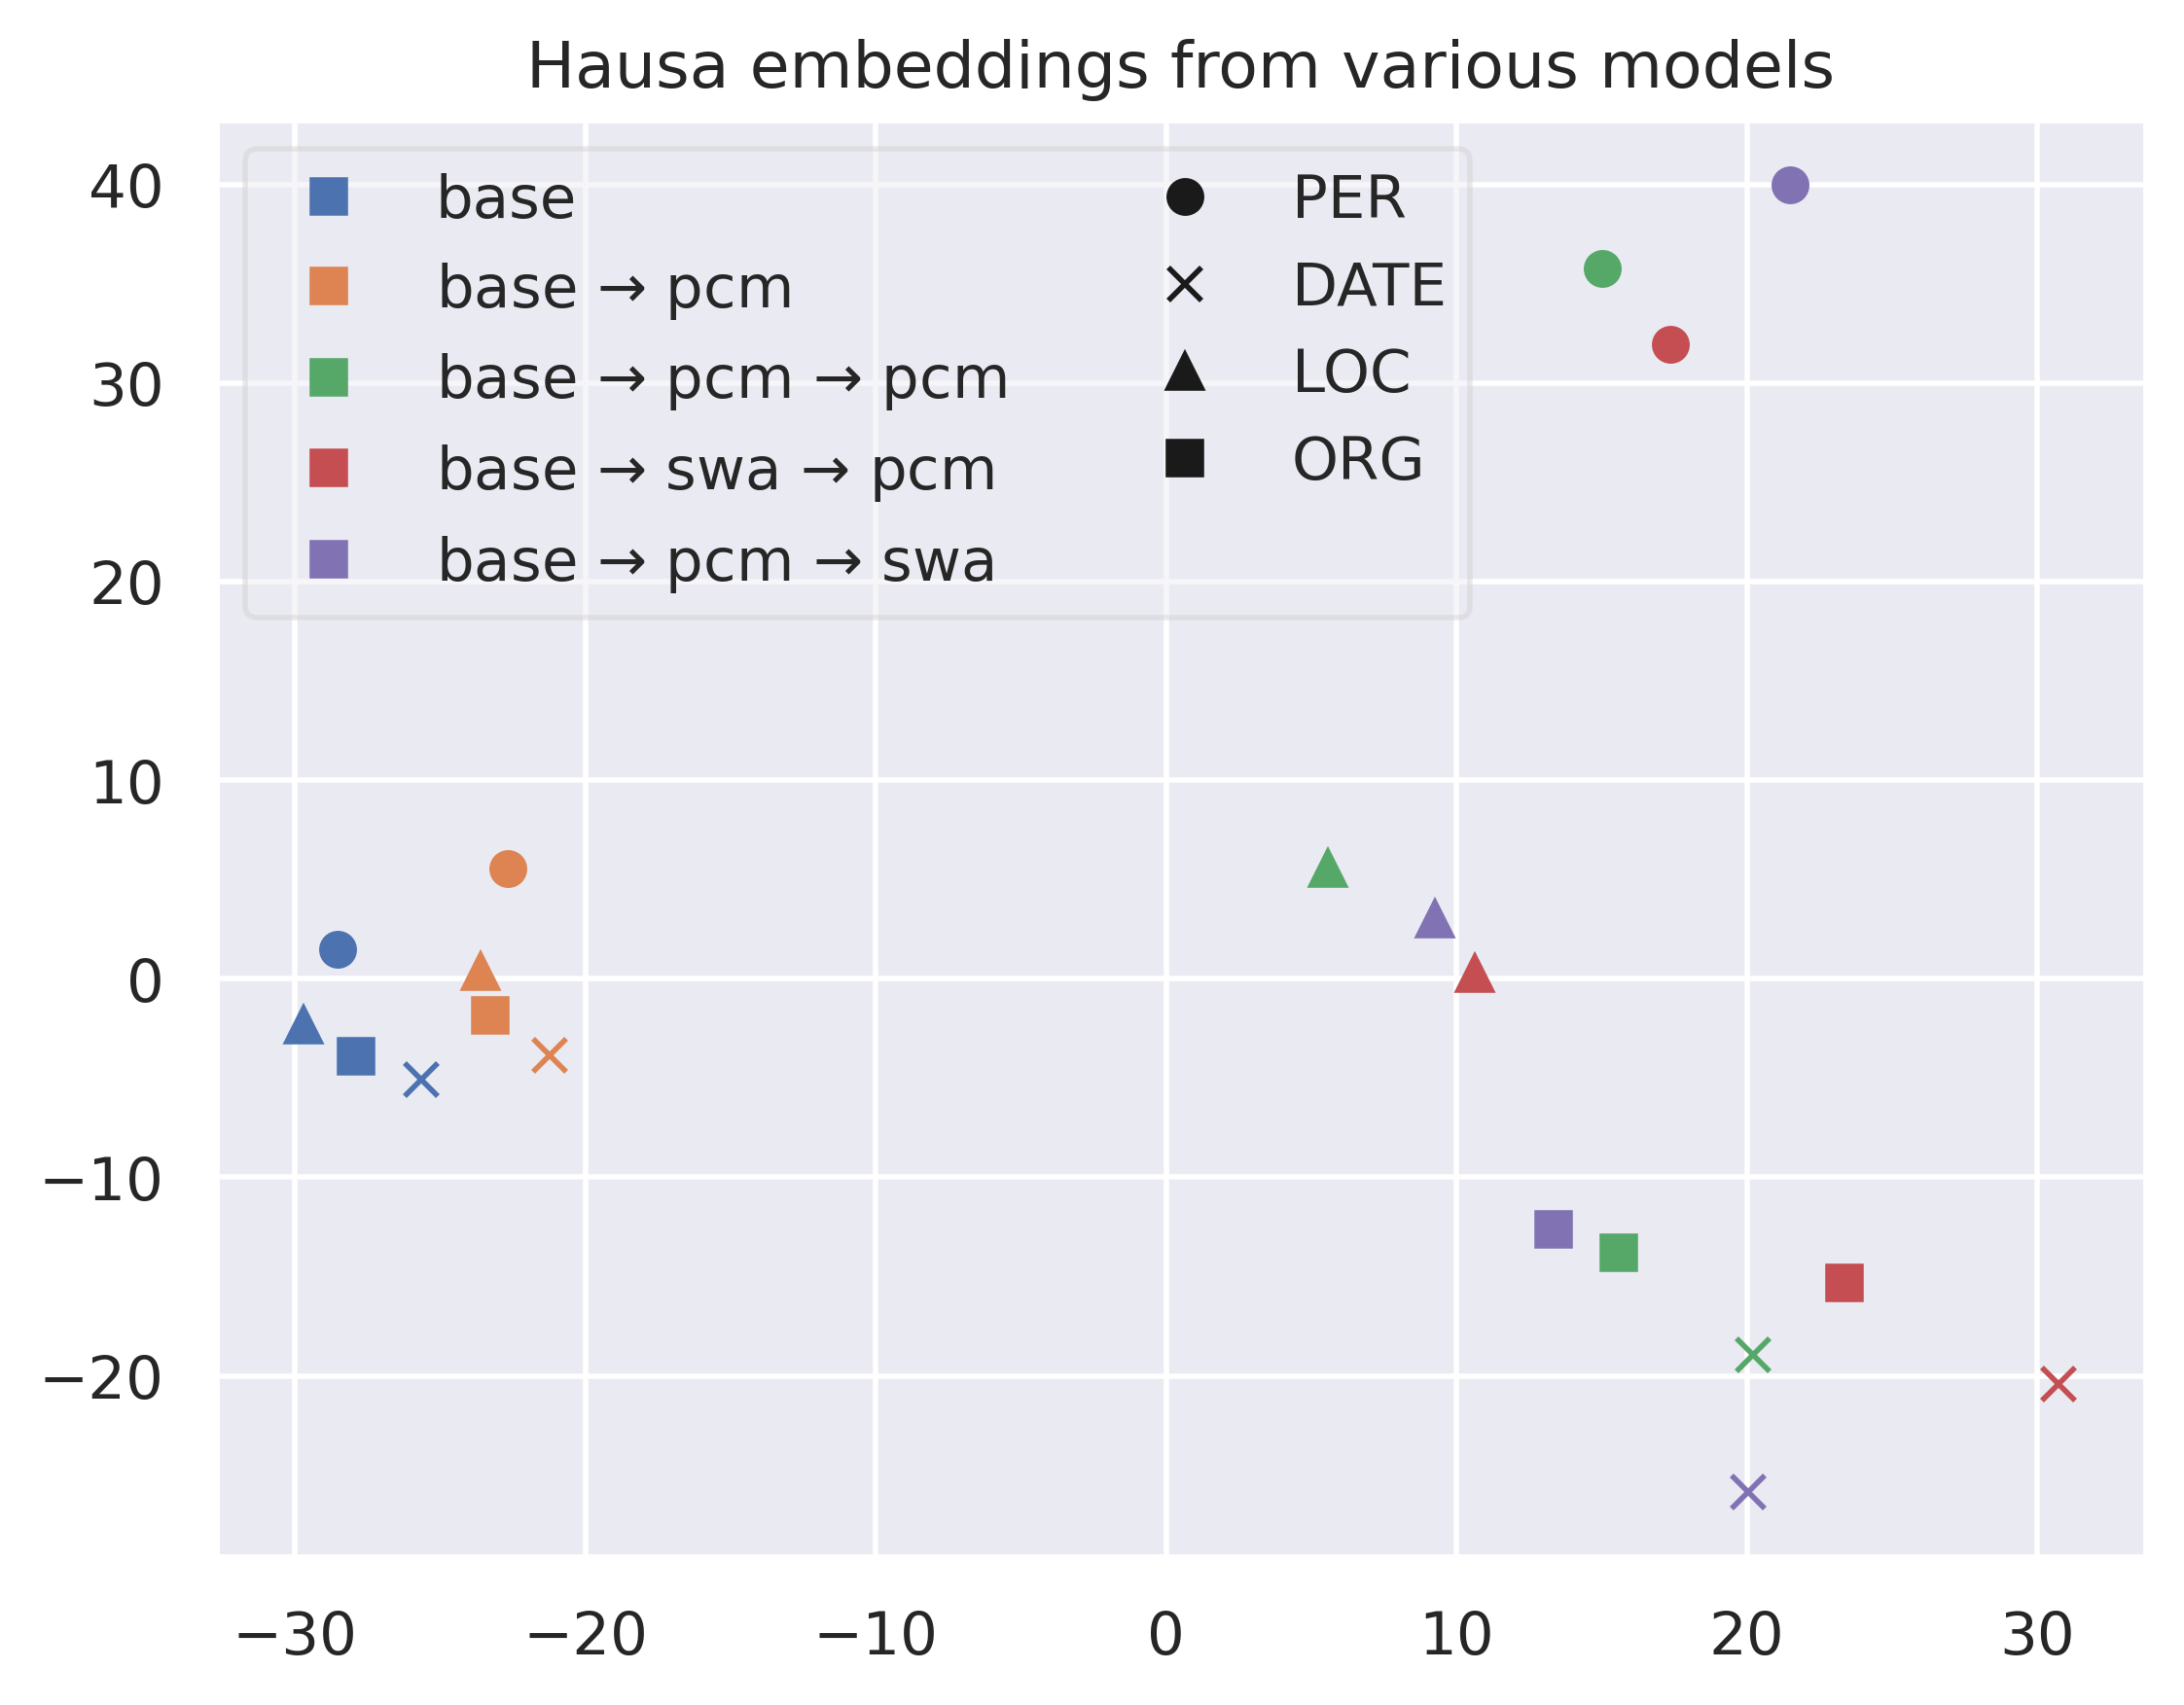 Hausa embeddings from various models
base
base → pcm
base → pcm → pcm
base → swa → pcm
base → pcm → swa
PER
DATE
LOC
ORG
40
30
20
10
0
−10
−20
−30 −20 −10 0 10 20 30